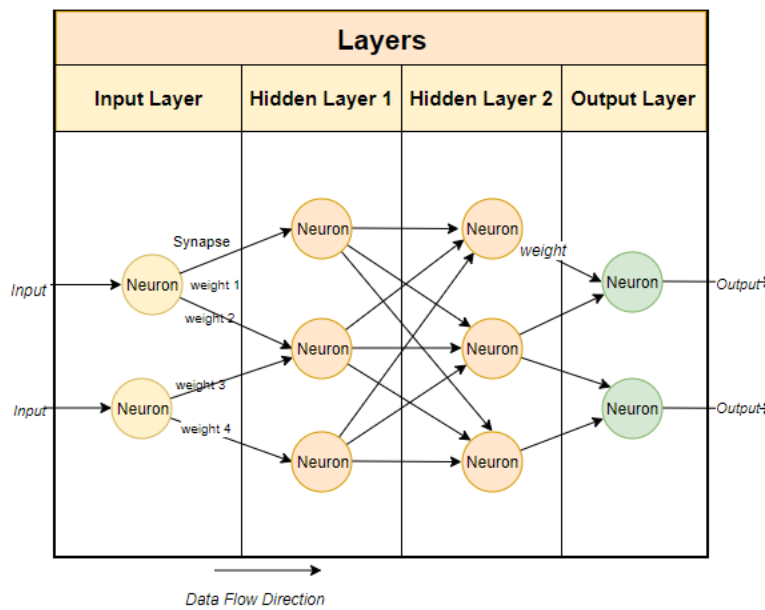 Layers
Input Layer
Hidden Layer 1
Hidden Layer 2
Output Layer
Neuron
Neuron
Synapse
weight
Input
Neuron
weight 1
Neuron
Output
weight 2
Neuron
Neuron
weight 3
Input
Neuron
Neuron
Output
weight 4
Neuron
Neuron
Data Flow Direction